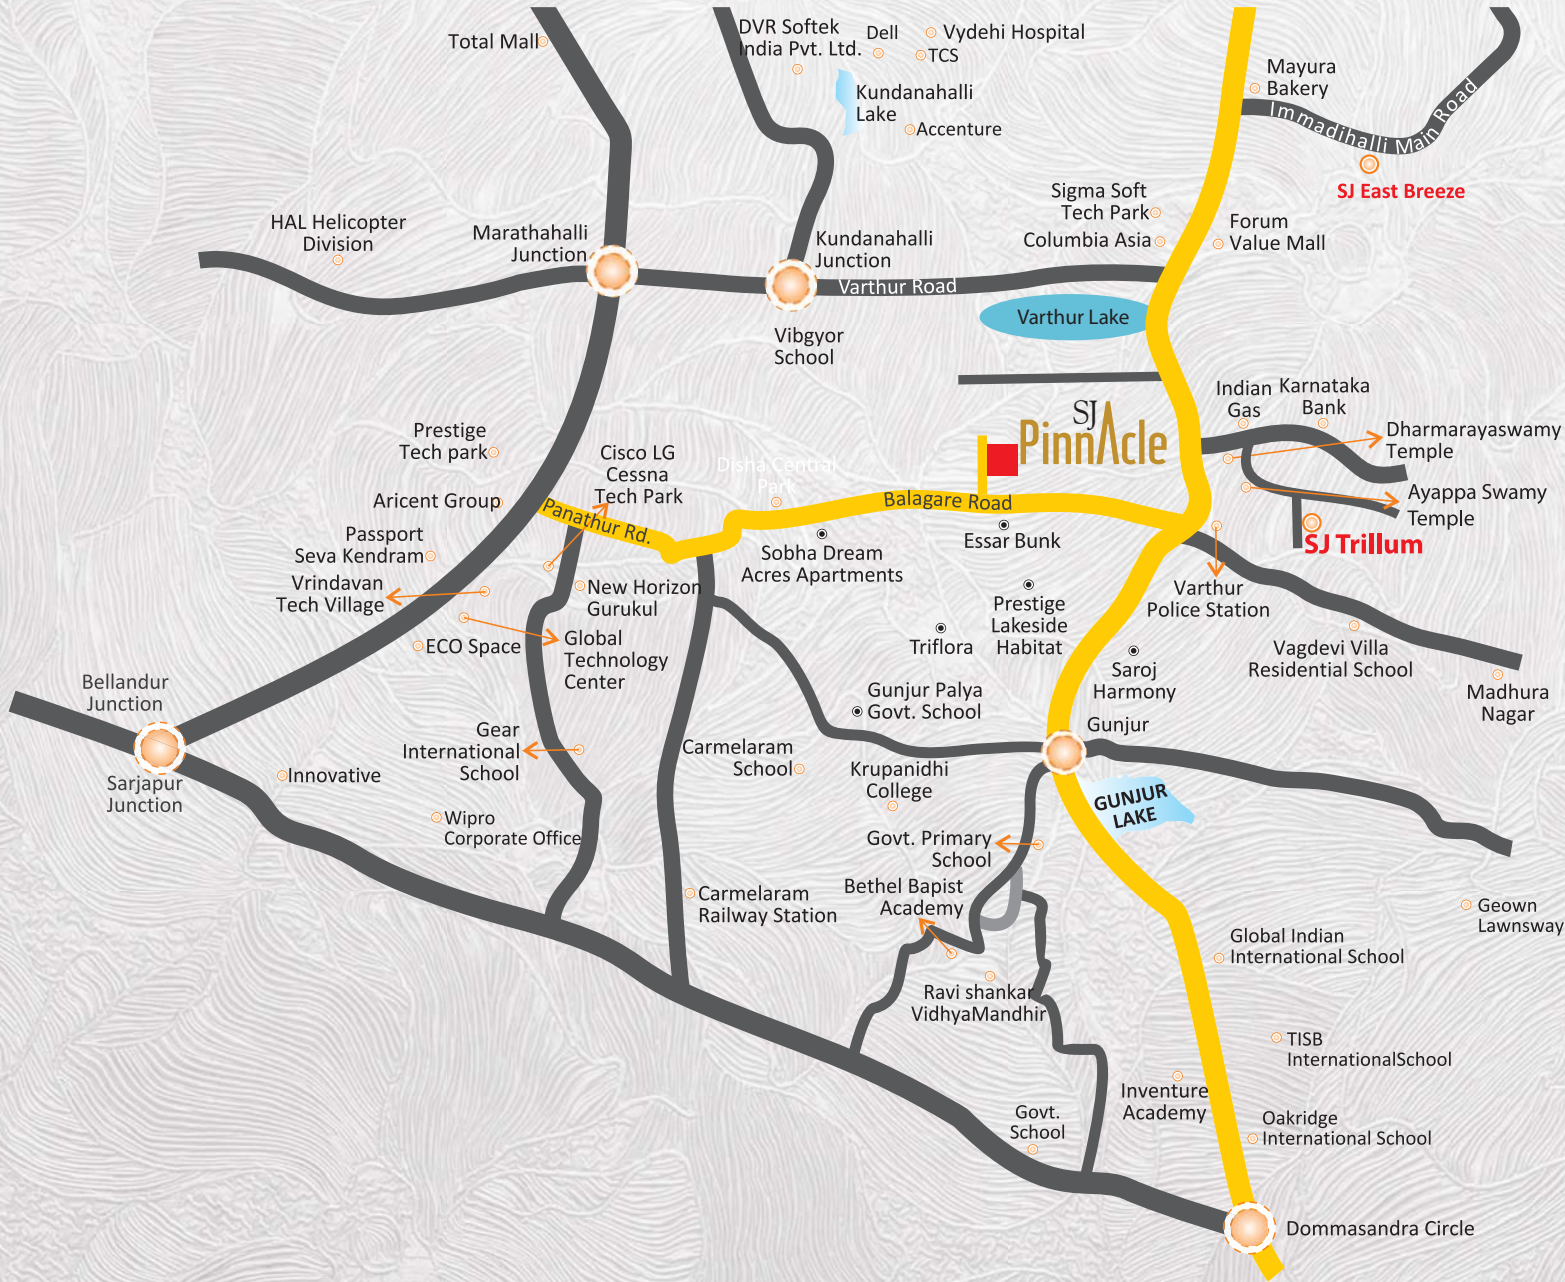 Total Mall
DVR Softek
India Pvt. Ltd.
Dell
Vydehi Hospital
TCS
Kundanahalli
Lake
Accenture
Mayura
Bakery
Immadihalli Main Road
SJ East Breeze
Sigma Soft
Tech Park
Columbia Asia
Forum
Value Mall
HAL Helicopter
Division
Marathahalli
Junction
Kundanahalli
Junction
Varthur Road
Varthur Lake
Vibgyor
School
Indian
Gas
Karnataka
Bank
Dharmarayaswamy
Temple
Ayappa Swamy
Temple
SJ Trillum
SJ
PinnAcle
Prestige
Tech park
Aricent Group
Cisco LG
Cessna
Tech Park
Disha Central
Park
Balagare Road
Panathur Rd.
Passport
Seva Kendram
Vrindavan
Tech Village
ECO Space
New Horizon
Gurukul
Global
Technology
Center
Sobha Dream
Acres Apartments
Essar Bunk
Prestige
Lakeside
Habitat
Triflora
Varthur
Police Station
Saroj
Harmony
Vagdevi Villa
Residential School
Madhura
Nagar
Bellandur
Junction
Sarjapur
Junction
Innovative
Gear
International
School
Wipro
Corporate Office
Gunjur Palya
Govt. School
Gunjur
Carmelaram
School
Krupanidhi
College
GUNJUR
LAKE
Govt. Primary
School
Bethel Bapist
Academy
Carmelaram
Railway Station
Ravi shankar
VidhyaMandhir
Geown
Lawnsway
Global Indian
International School
TISB
InternationalSchool
Inventure
Academy
Oakridge
International School
Govt.
School
Dommasandra Circle